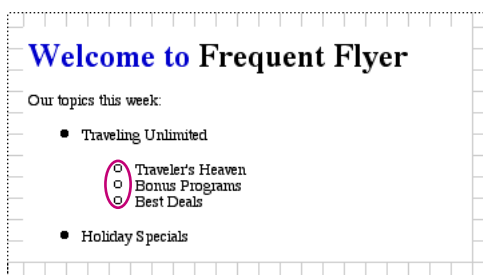 Welcome to Frequent Flyer
Our topics this week:
Traveling Unlimited
Traveler's Heaven
Bonus Programs
Best Deals
Holiday Specials